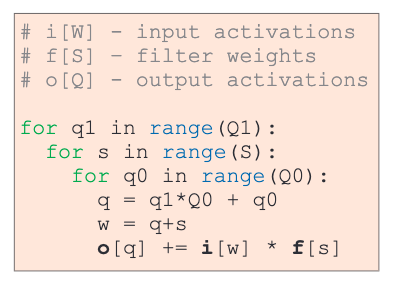 # i[W] - input activations
# f[S] - filter weights
# o[Q] - output activations
for q1 in range(Q1):
for s in range(S):
for q0 in range(Q0):
q = q1*Q0 + q0
w = q+s
o[q] += i[w] * f[s]